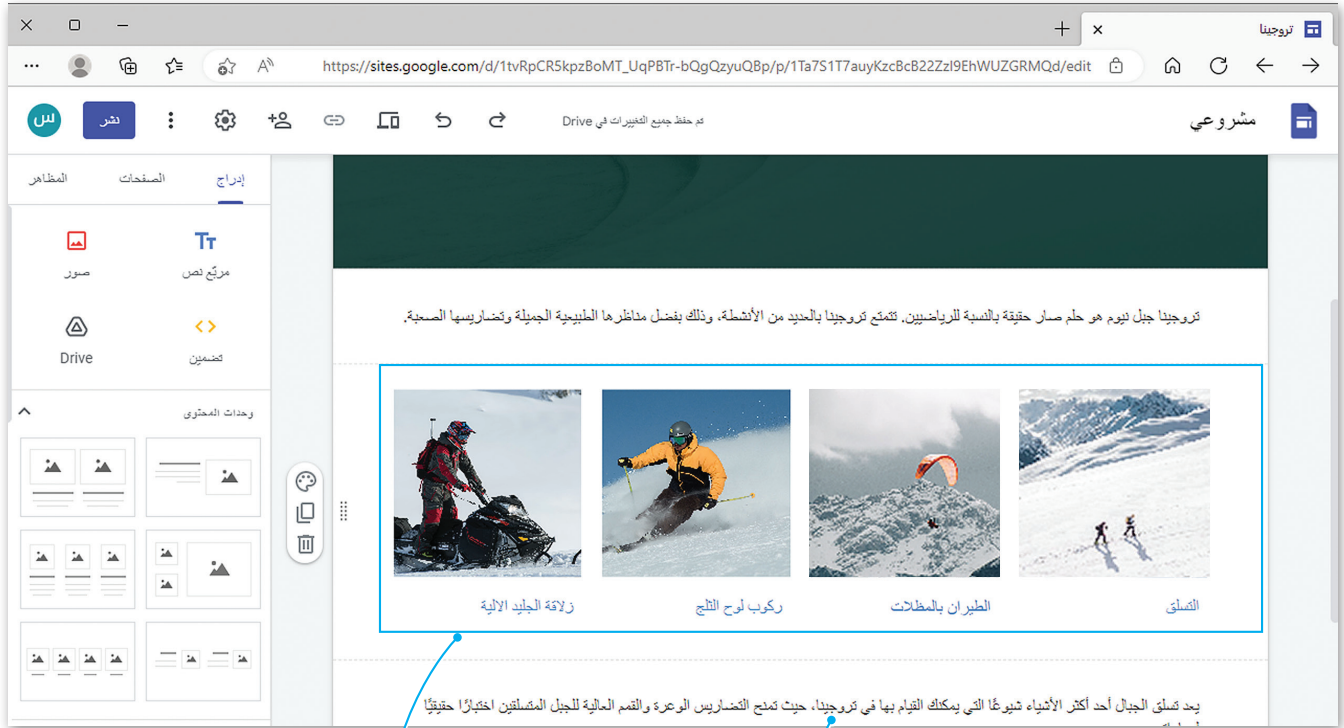 تروجينا
https://sites.google.com/d/1tvRpCR5kpzBoMT_UqPBTr-bQgQzyuQBp/p/1Ta7S1T7auyKzcBcB22ZzI9EhWUZGRMQd/edit
مشروعي
تم حفظ جميع التغييرات في Drive
نشر
س
إدراج
الصفحات
المظاهر
مربّع نص
صور
تضمين
Drive
وحدات المحتوى
تروجينا جبل نيوم هو حلم صار حقيقة بالنسبة للرياضيين. تتمتع تروجينا بالعديد من الأنشطة، وذلك بفضل مناظرها الطبيعية الجميلة وتضاريسها الصعبة.
التسلق
الطيران بالمظلات
ركوب لوح الثلج
زلاقة الجليد الالية
يعد تسلق الجبال أحد أكثر الأشياء شيوعًا التي يمكنك القيام بها في تروجينا، حيث تمنح التضاريس الوعرة والقمم العالية للجبل المتسلقين اختبارًا حقيقيًا